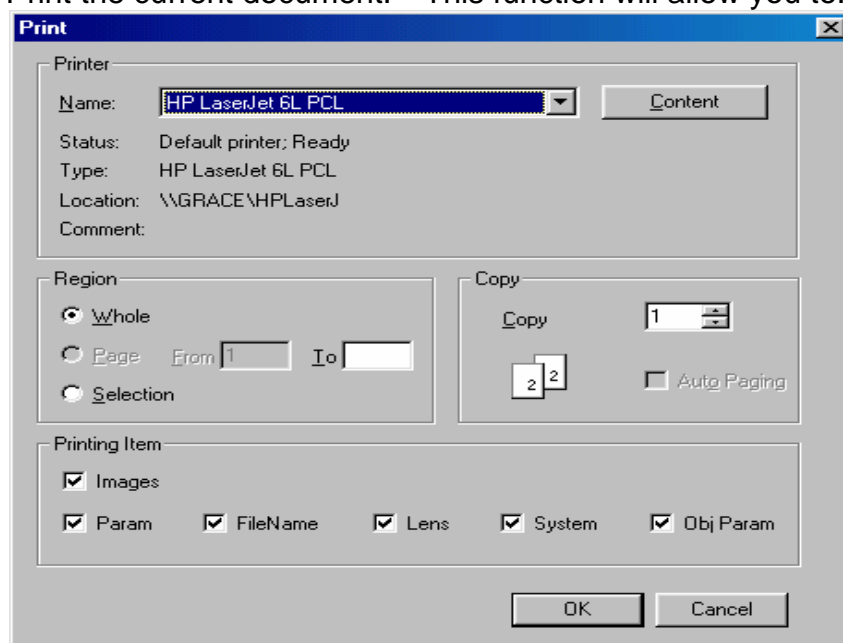 Print the current document. This function will allow you to:
Print
Printer
Name: HP LaserJet 6L PCL Content
Status: Default printer; Ready
Type: HP LaserJet 6L PCL
Location: \\GRACE\HPLaserJ
Comment:
Region
Whole
Page From 1 To
Selection
Copy
Copy 1
2 2 Auto Paging
Printing Item
Images
Param FileName Lens System Obj Param
OK Cancel